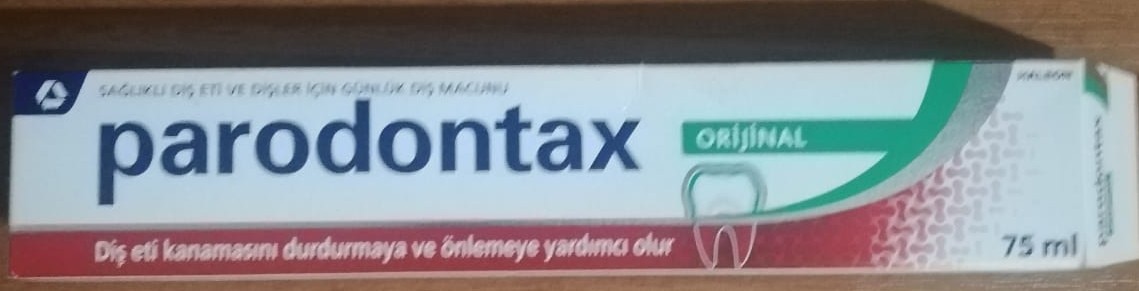 SAĞLIKLI DİŞ ETİ VE DİŞLER İÇİN GÜNLÜK DİŞ MACUNU
parodontax
ORİJİNAL
Diş eti kanamasını durdurmaya ve önlemeye yardımcı olur
75 ml